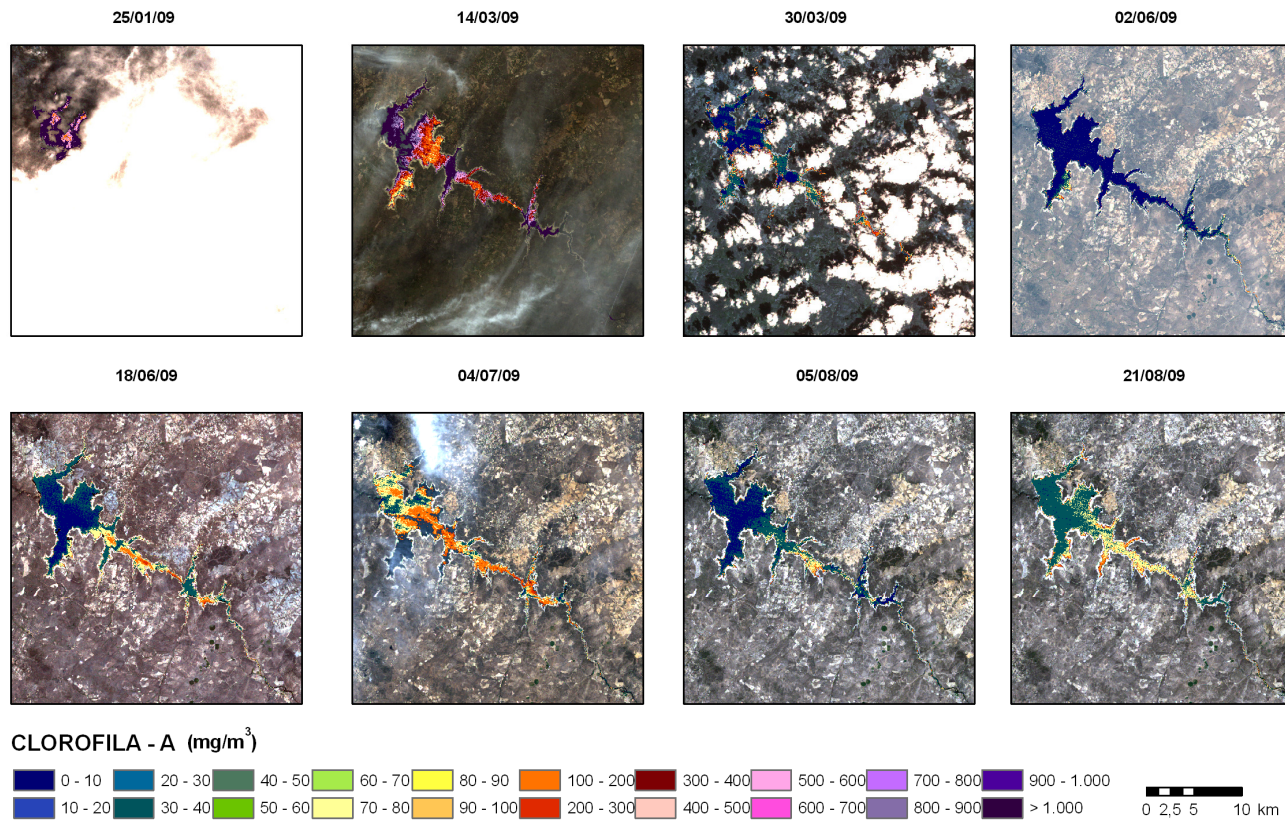 25/01/09 14/03/09 30/03/09 02/06/09
18/06/09 04/07/09 05/08/09 21/08/09
CLOROFILA - A (mg/m³)
0 - 10 20 - 30 40 - 50 60 - 70 80 - 90 100 - 200 300 - 400 500 - 600 700 - 800 900 - 1.000
10 - 20 30 - 40 50 - 60 70 - 80 90 - 100 200 - 300 400 - 500 600 - 700 800 - 900 > 1.000
0 2,5 5 10 km